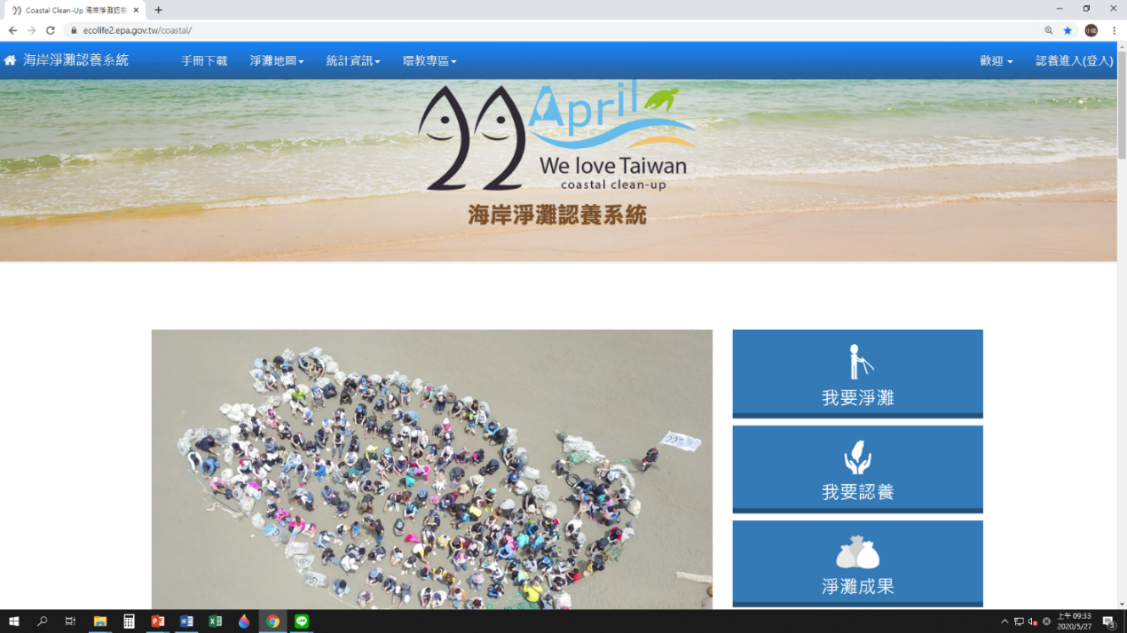 Coastal Clean-Up 海岸淨灘認
ecolife2.epa.gov.tw/coastal/
海岸淨灘認養系統
手冊下載
淨灘地圖
統計資訊
環教專區
歡迎
認養進入(登入)
22 April
We love Taiwan
coastal clean-up
海岸淨灘認養系統
我要淨灘
我要認養
淨灘成果
上午 09:33
2020/5/27